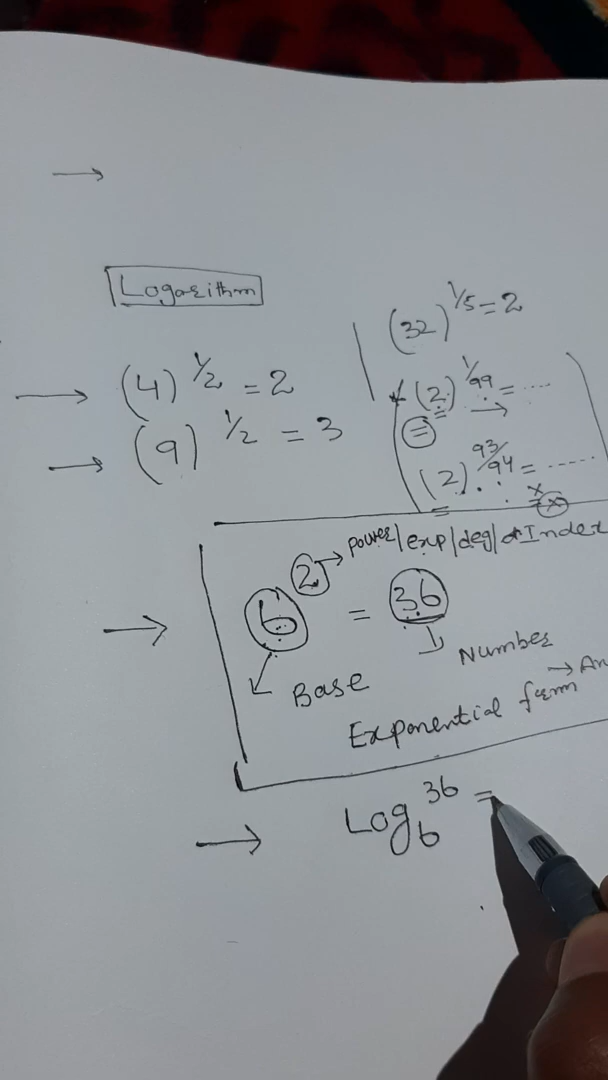 Logarithm
(32)^1/5 = 2
(4)^1/2 = 2
(2)^1/99 = ....
(9)^1/2 = 3
(2)^93/94 = ......
power/exp/deg/ Index
6^2 = 36
Number
Base
Exponential form
Log_6^36 =